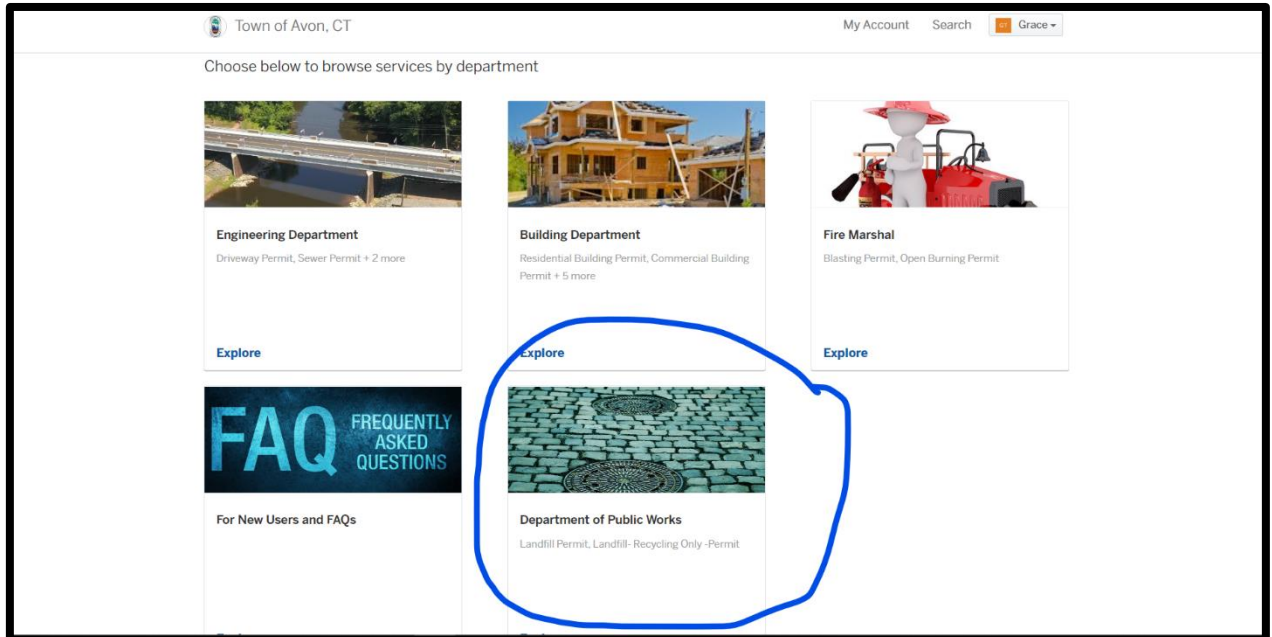 Town of Avon, CT
My Account Search GT Grace
Choose below to browse services by department
Engineering Department
Driveway Permit, Sewer Permit + 2 more
Explore
Building Department
Residential Building Permit, Commercial Building
Permit + 5 more
Explore
Fire Marshal
Blasting Permit, Open Burning Permit
Explore
FAQ FREQUENTLY
ASKED
QUESTIONS
For New Users and FAQs
Department of Public Works
Landfill Permit, Landfill- Recycling Only -Permit